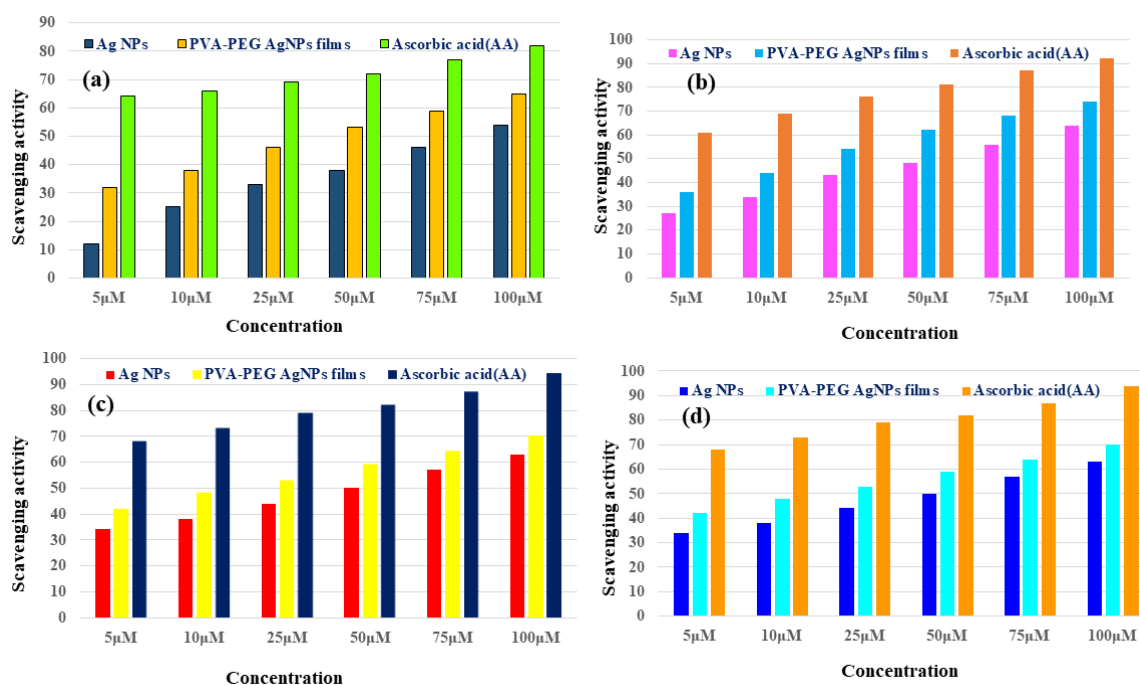 90
80
70
60
50
40
30
20
10
0
Scavenging activity
Ag NPs PVA-PEG AgNPs films Ascorbic acid(AA)
(a)
5µM 10µM 25µM 50µM 75µM 100µM
Concentration
100
90
80
70
60
50
40
30
20
10
0
Scavenging activity
Ag NPs PVA-PEG AgNPs films Ascorbic acid(AA)
(b)
5µM 10µM 25µM 50µM 75µM 100µM
Concentration
100
90
80
70
60
50
40
30
20
10
0
Scavenging activity
Ag NPs PVA-PEG AgNPs films Ascorbic acid(AA)
(c)
5µM 10µM 25µM 50µM 75µM 100µM
Concentration
100
90
80
70
60
50
40
30
20
10
0
Scavenging activity
Ag NPs PVA-PEG AgNPs films Ascorbic acid(AA)
(d)
5µM 10µM 25µM 50µM 75µM 100µM
Concentration